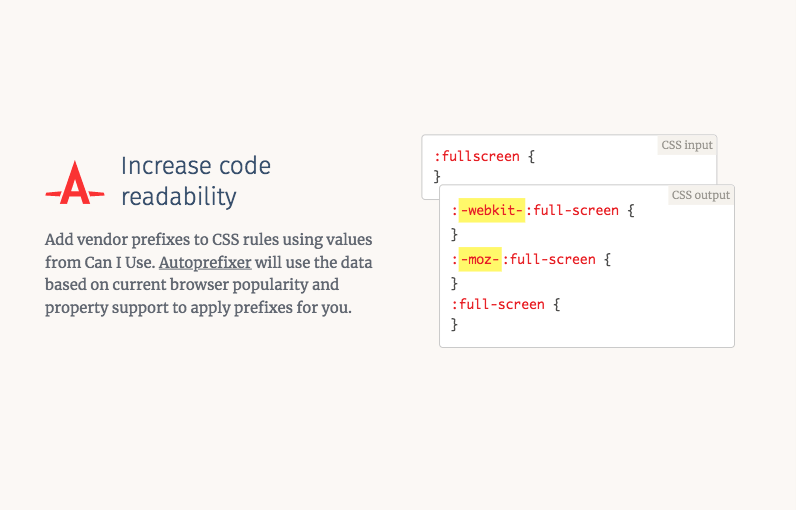 Increase code
readability
Add vendor prefixes to CSS rules using values
from Can I Use. Autoprefixer will use the data
based on current browser popularity and
property support to apply prefixes for you.
CSS input
:fullscreen {
}
CSS output
:-webkit-:full-screen {
}
:-moz-:full-screen {
}
:full-screen {
}